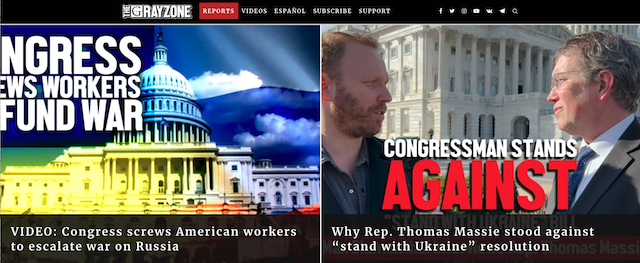 THE GRAYZONE
REPORTS VIDEOS ESPAÑOL SUBSCRIBE SUPPORT
NGRESS
EWS WORKERS
FUND WAR
VIDEO: Congress screws American workers
to escalate war on Russia
CONGRESSMAN STANDS
AGAINST
Why Rep. Thomas Massie stood against
“stand with Ukraine” resolution